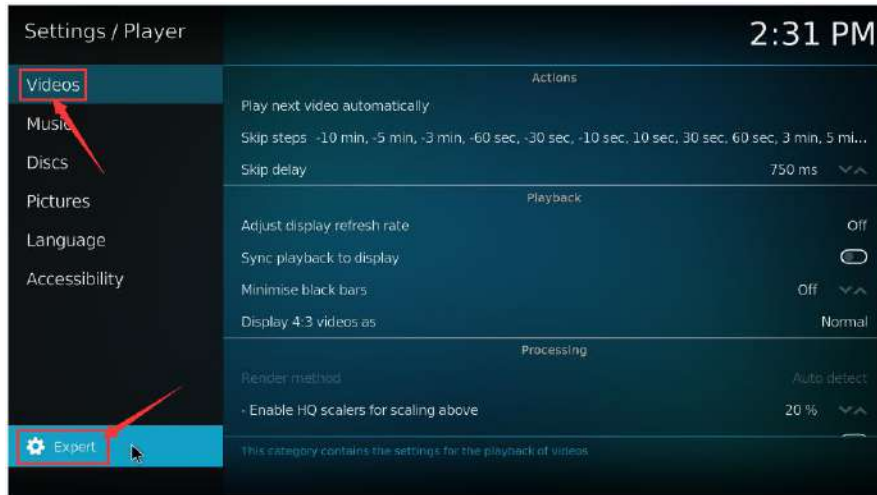 Settings / Player
2:31 PM
Videos
Music
Discs
Pictures
Language
Accessibility
Expert
Actions
Play next video automatically
Skip steps -10 min, -5 min, -3 min, -60 sec, -30 sec, -10 sec, 10 sec, 30 sec, 60 sec, 3 min, 5 mi...
Skip delay 750 ms
Playback
Adjust display refresh rate Off
Sync playback to display
Minimise black bars Off
Display 4:3 videos as Normal
Processing
Render method Auto detect
- Enable HQ scalers for scaling above 20 %
This category contains the settings for the playback of videos